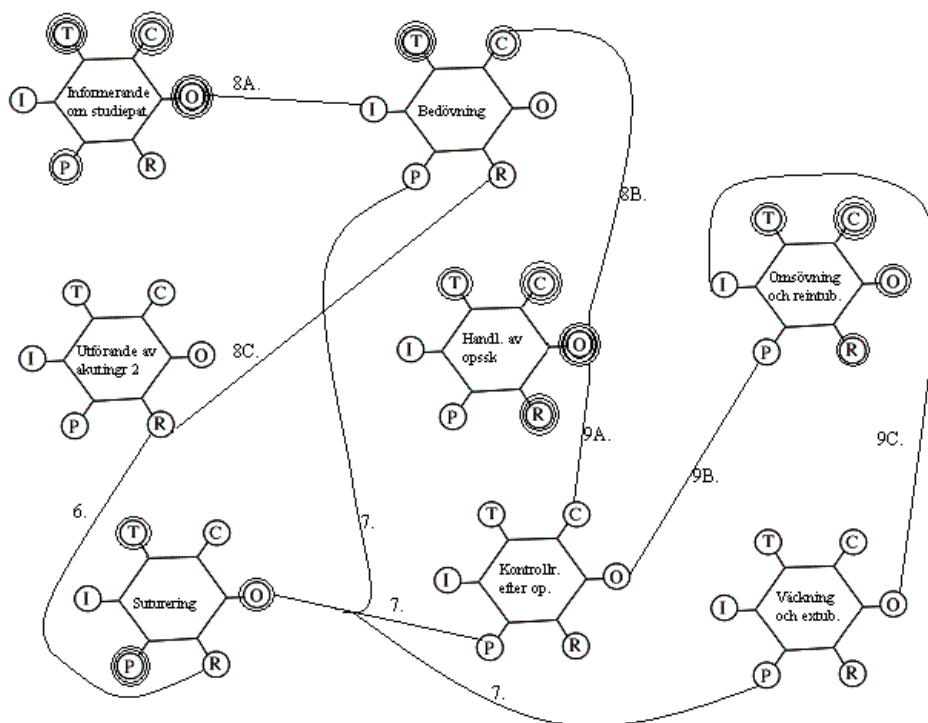 T
C
I
Informerande
om studiepat.
O
P
R
8A.
T
C
I
Bedövning
O
P
R
8B.
T
C
I
Omsövning
och reintub.
O
P
R
T
C
I
Utförande av
akutingr 2
O
P
R
8C.
T
C
I
Handl. av
opssk
O
P
R
9A.
9B.
9C.
6.
7.
T
C
I
Suturering
O
P
R
7.
T
C
I
Kontrollr.
efter op.
O
P
R
T
C
I
Väckning
och extub.
O
P
R
7.